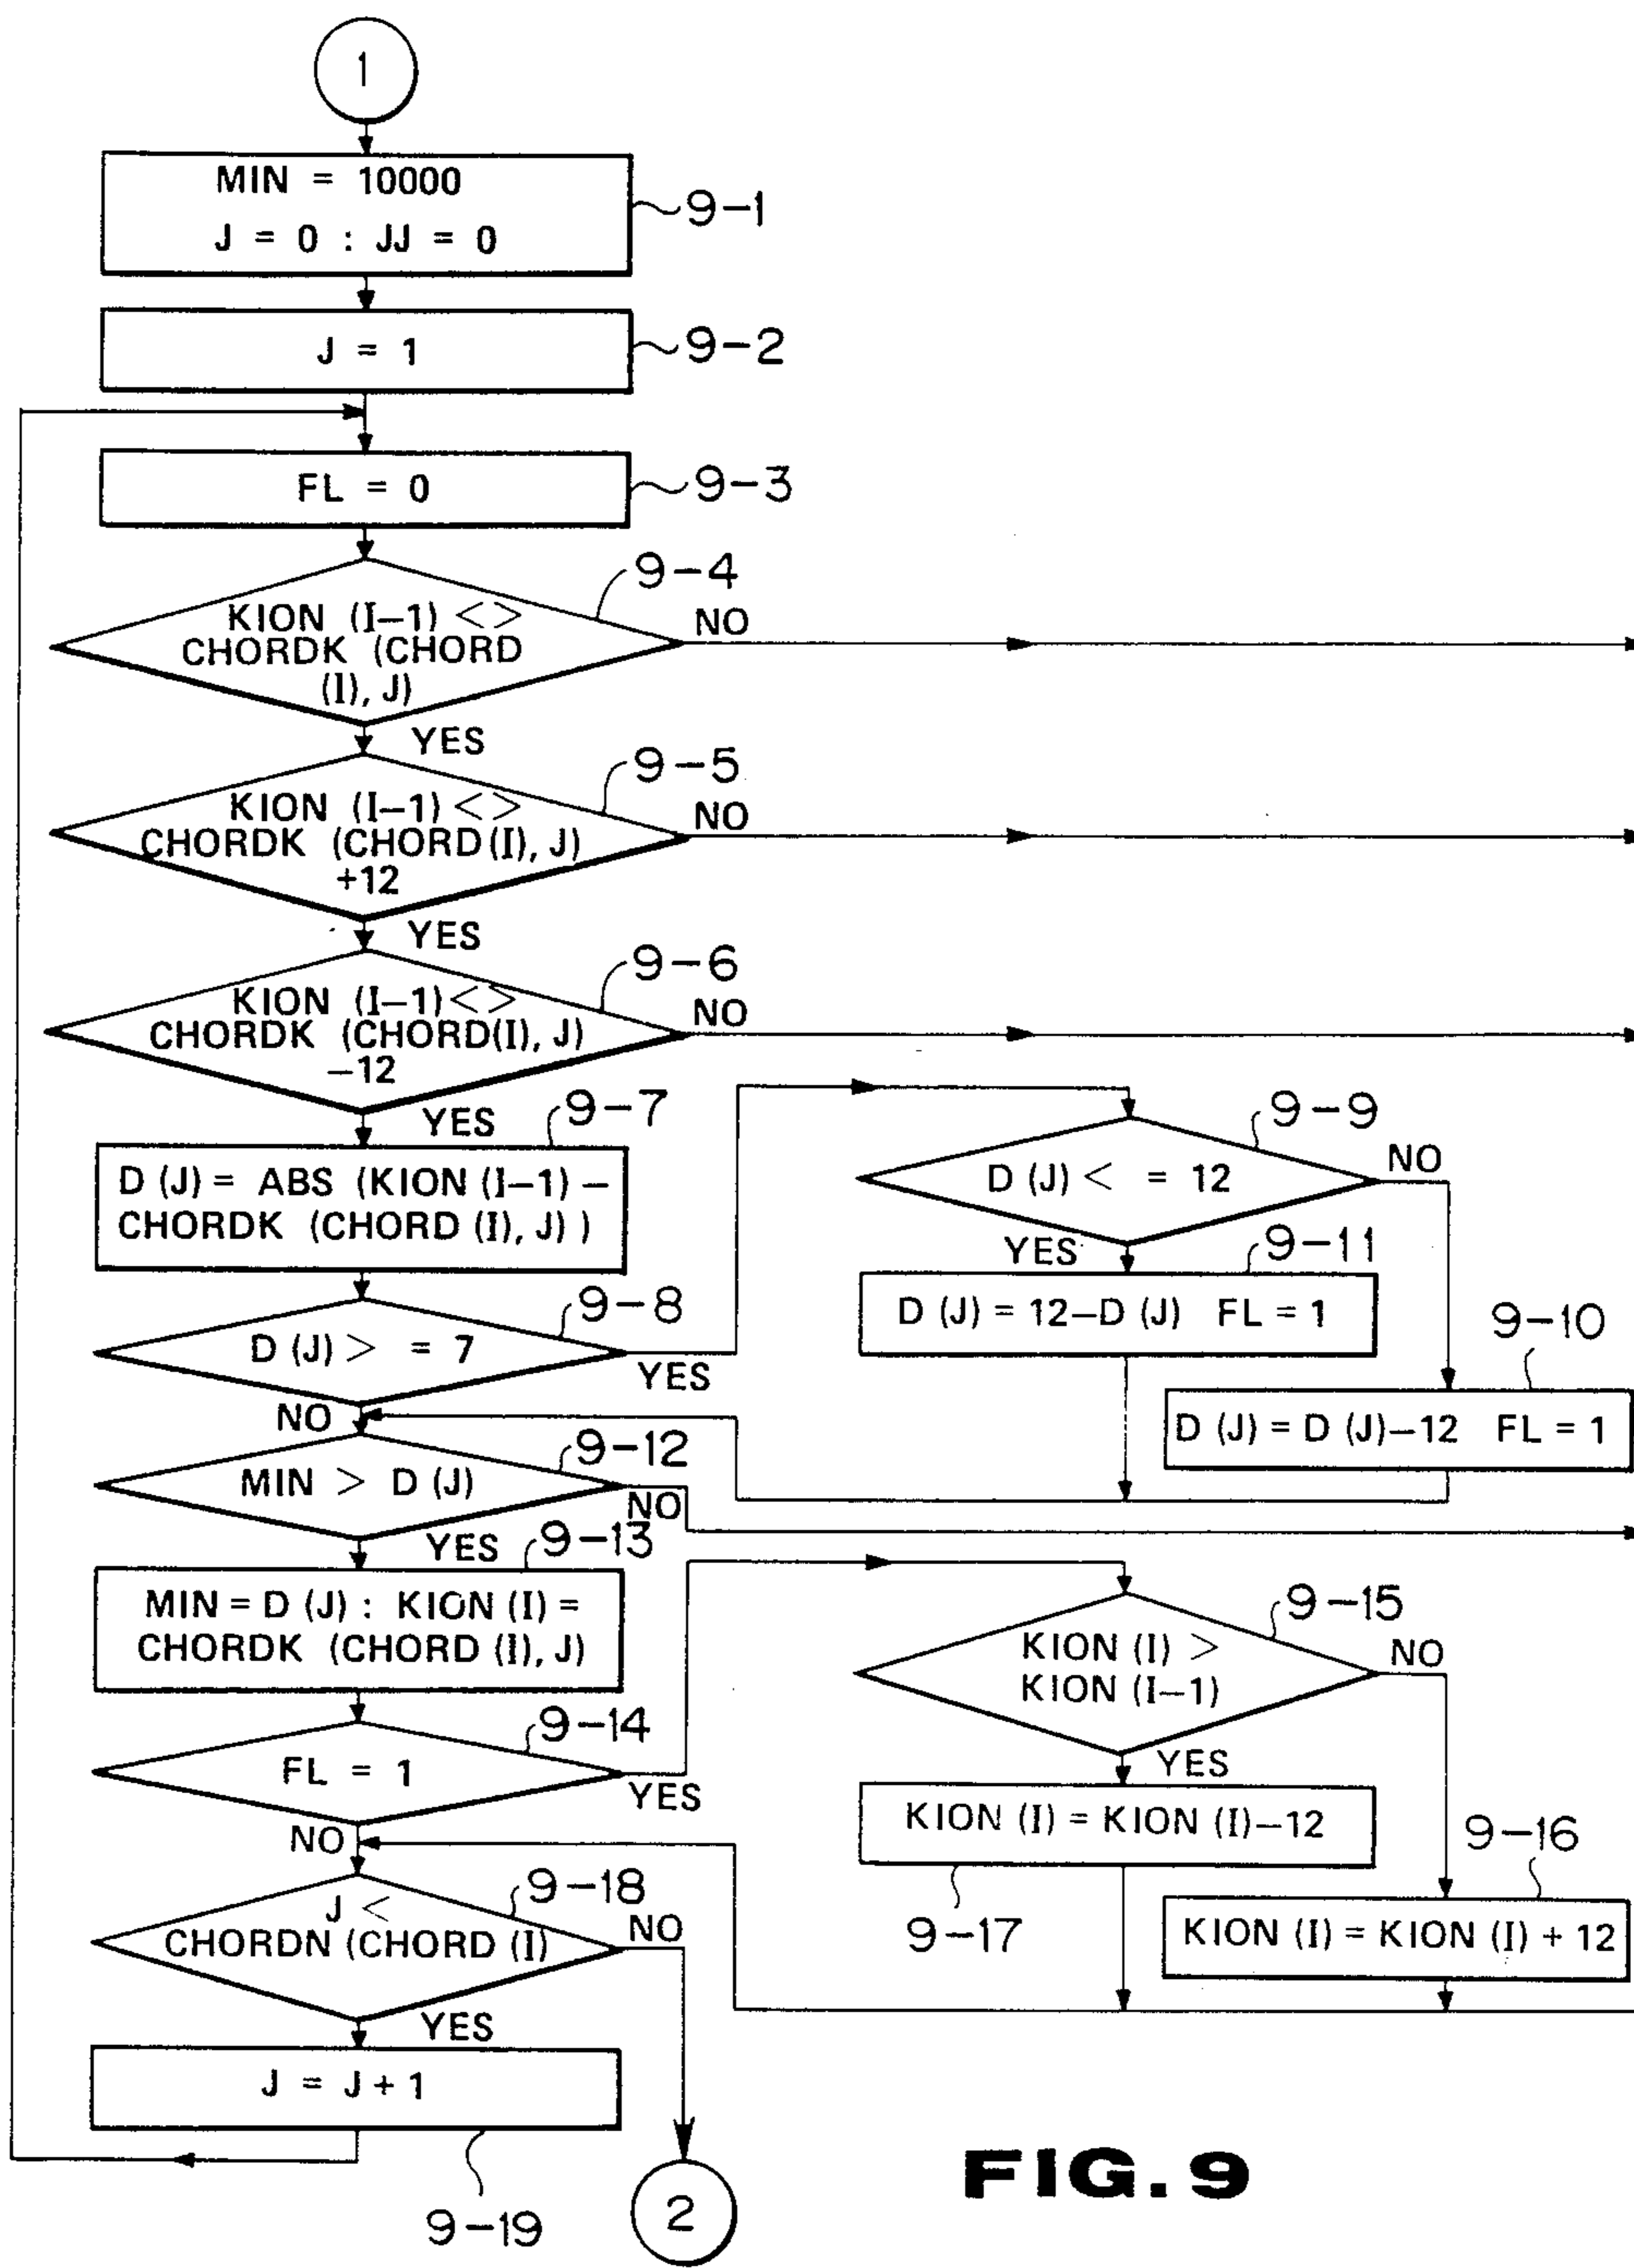 1
MIN = 10000
J = 0 : JJ = 0
9-1
J = 1
9-2
FL = 0
9-3
9-4
KION (I-1) <>
CHORDK (CHORD
(I), J)
NO
YES
9-5
KION (I-1) <>
CHORDK (CHORD(I), J)
+12
NO
YES
9-6
KION (I-1) <>
CHORDK (CHORD(I), J)
-12
NO
YES
9-7
D (J) = ABS (KION (I-1) -
CHORDK (CHORD (I), J) )
9-8
D (J) > = 7
YES
NO
9-9
D (J) < = 12
NO
YES
9-11
D (J) = 12-D (J) FL = 1
9-10
D (J) = D (J)-12 FL = 1
9-12
MIN > D (J)
NO
YES
9-13
MIN = D (J) : KION (I) =
CHORDK (CHORD (I), J)
9-14
FL = 1
YES
NO
9-15
KION (I) >
KION (I-1)
NO
YES
KION (I) = KION (I)-12
9-17
9-16
KION (I) = KION (I) + 12
9-18
J <
CHORDN (CHORD (I)
NO
YES
J = J + 1
9-19
2
FIG. 9